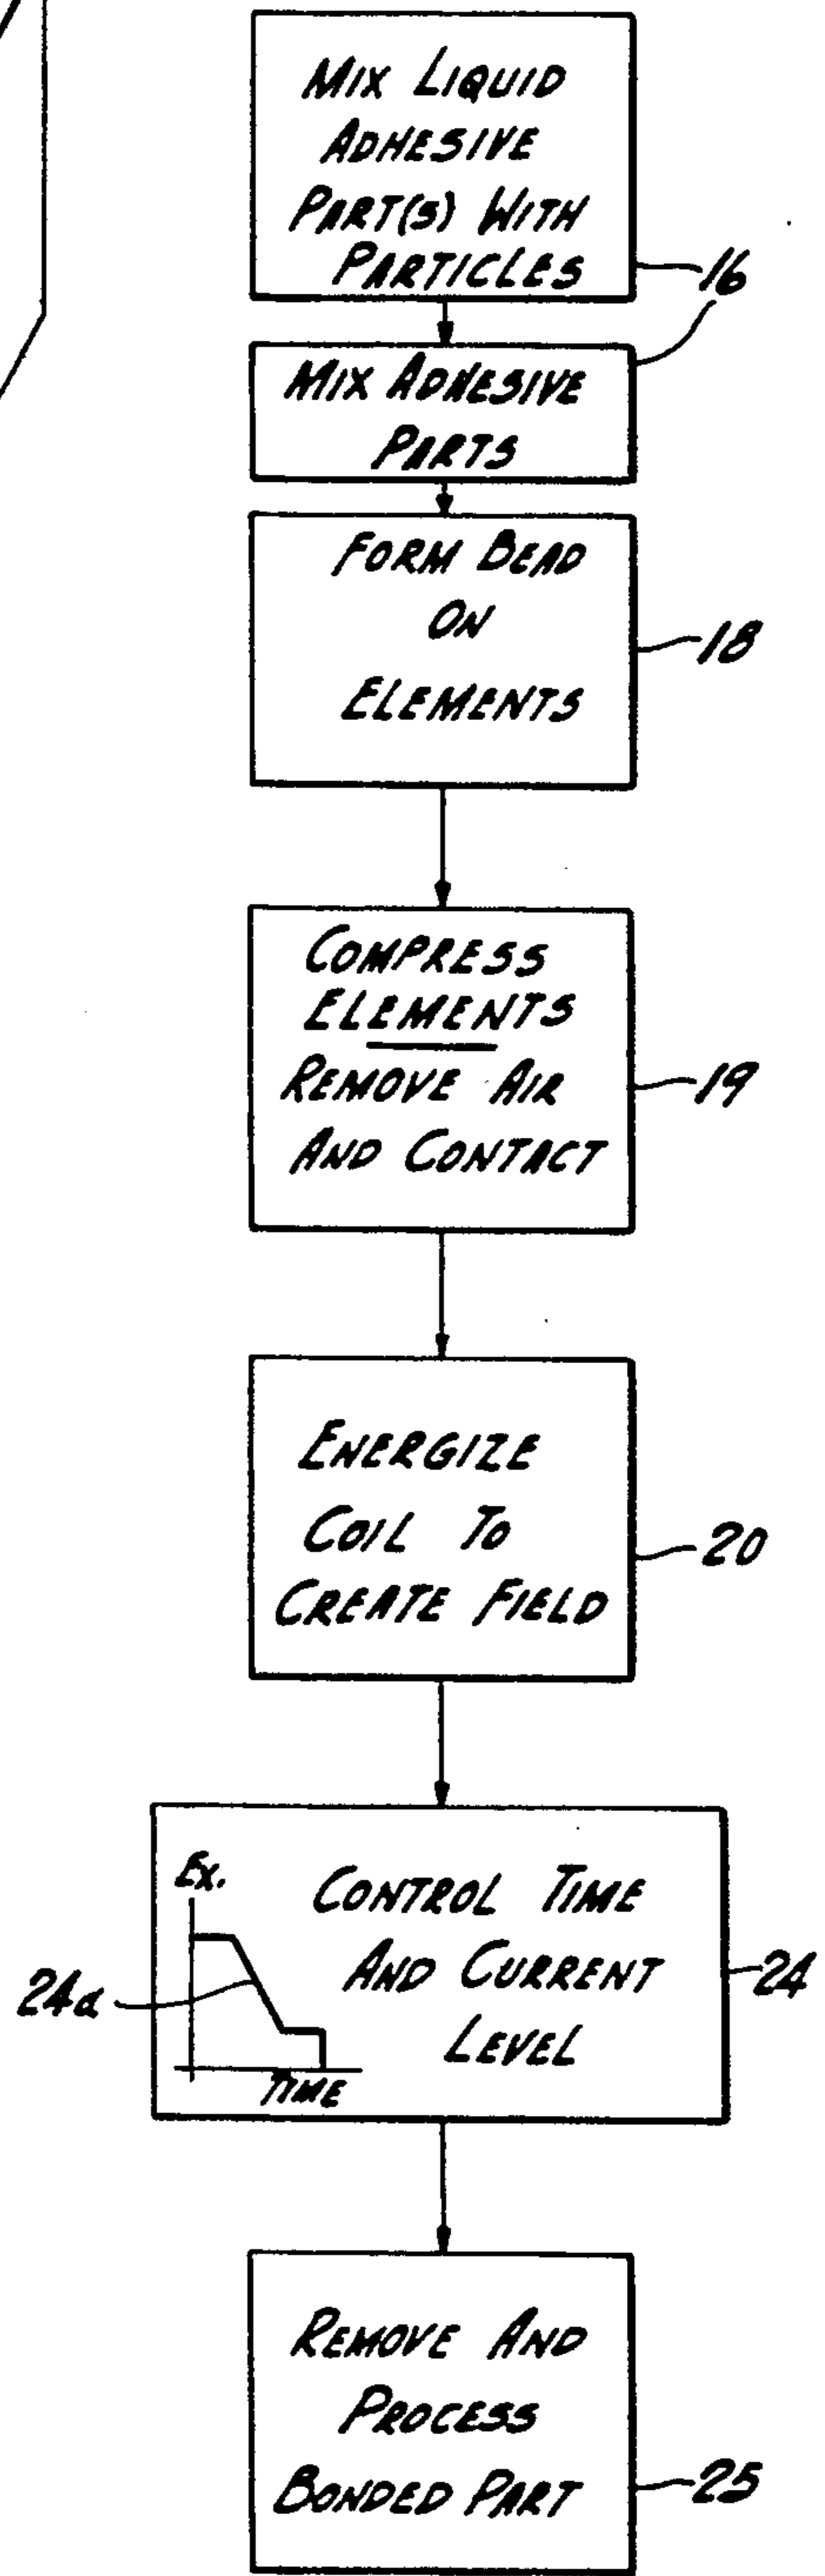 MIX LIQUID
ADHESIVE
PART(S) WITH
PARTICLES
16
MIX ADHESIVE
PARTS
FORM BEAD
ON
ELEMENTS
18
COMPRESS
ELEMENTS
REMOVE AIR
AND CONTACT
19
ENERGIZE
COIL TO
CREATE FIELD
20
EX.
CONTROL TIME
AND CURRENT
LEVEL
24
24a
TIME
REMOVE AND
PROCESS
BONDED PART
25